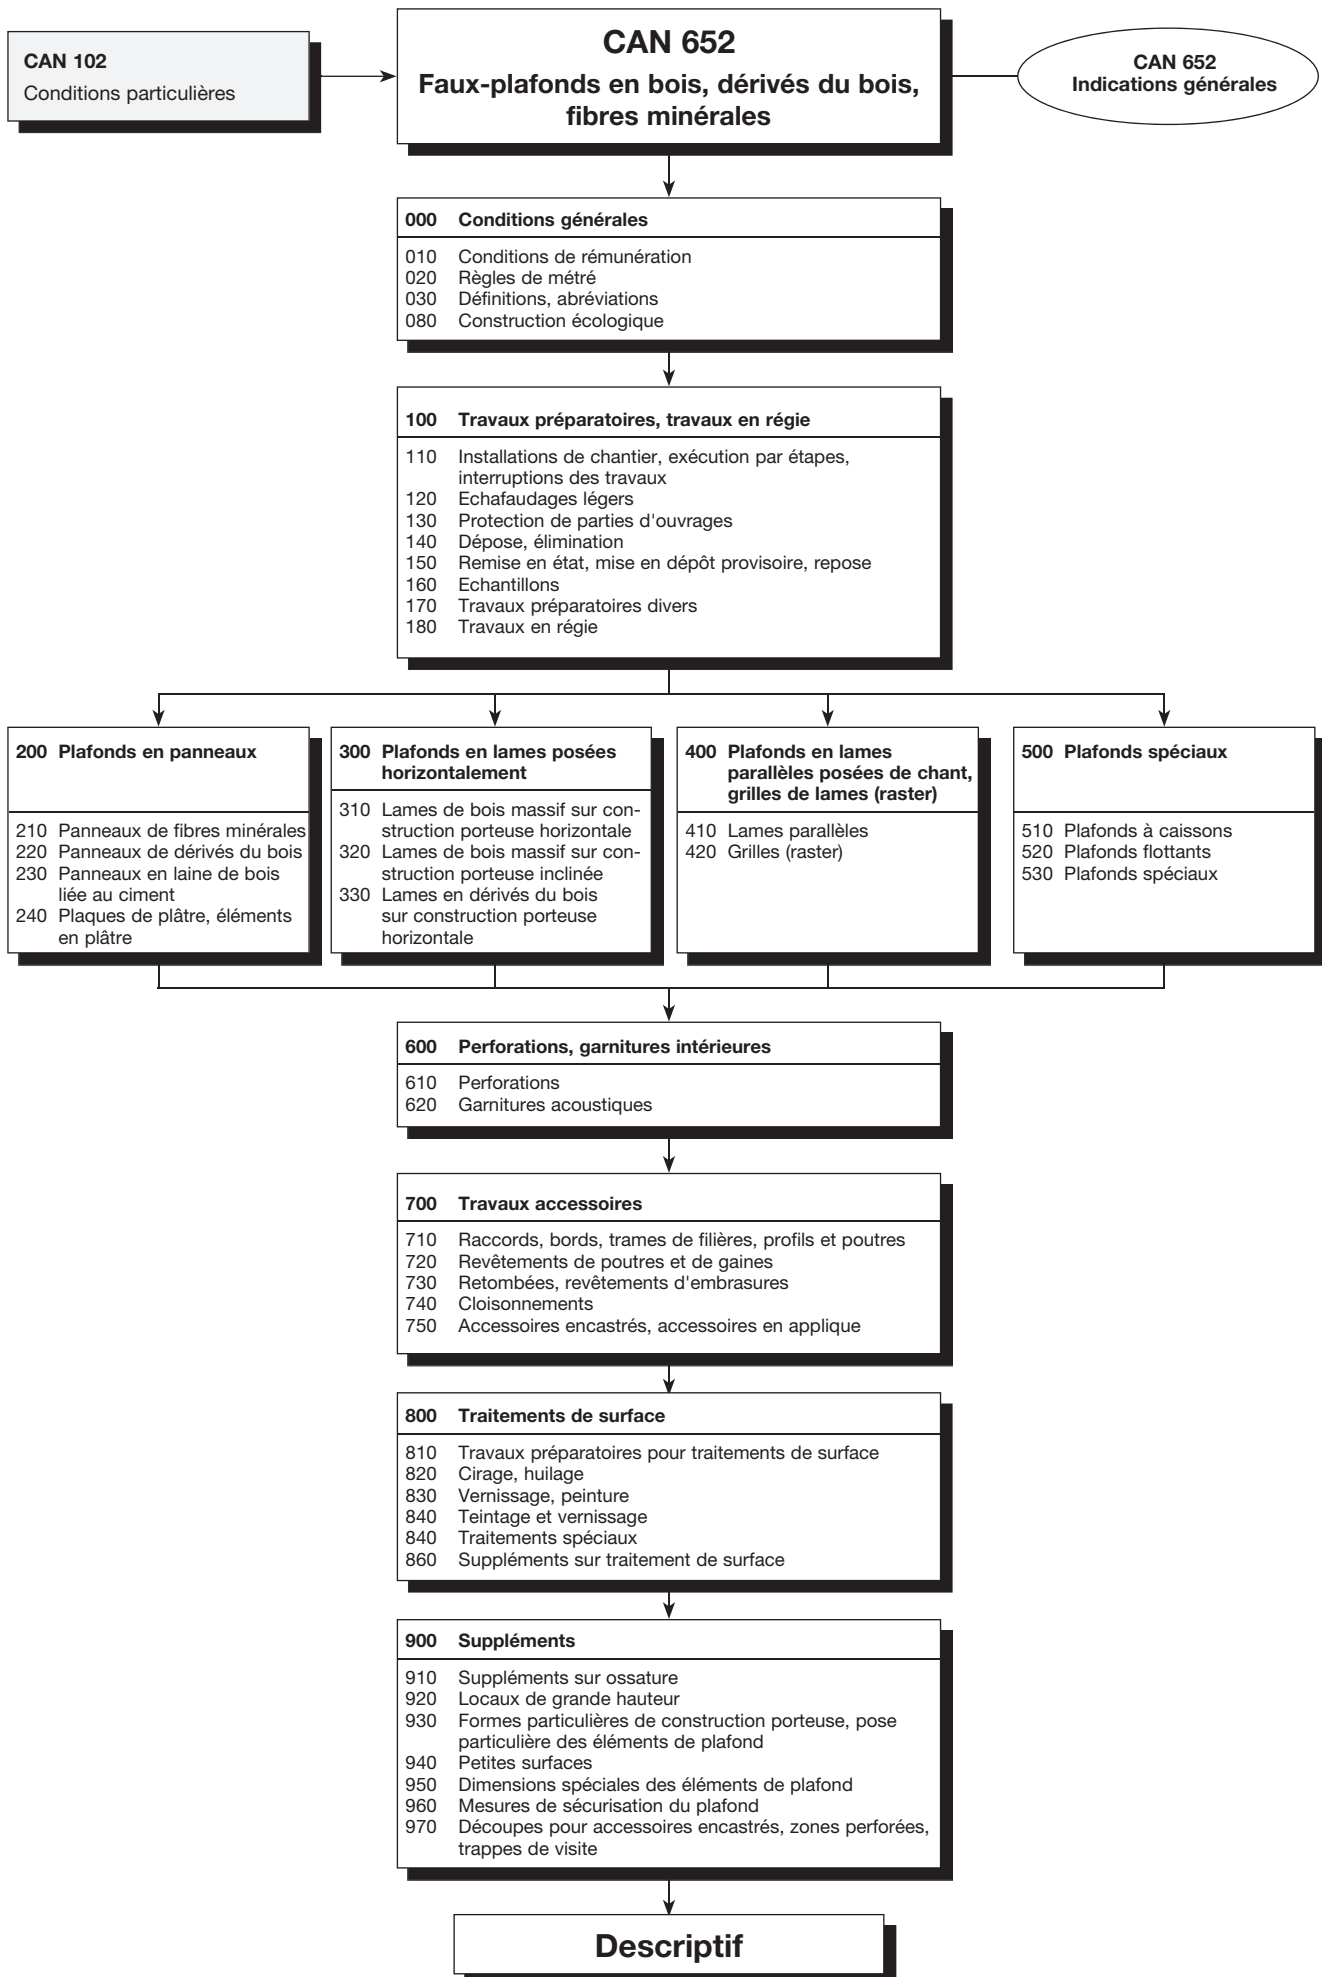 CAN 102
Conditions particulières
CAN 652
Faux-plafonds en bois, dérivés du bois,
fibres minérales
CAN 652
Indications générales
000 Conditions générales
010 Conditions de rémunération
020 Règles de métré
030 Définitions, abréviations
080 Construction écologique
100 Travaux préparatoires, travaux en régie
110 Installations de chantier, exécution par étapes,
interruptions des travaux
120 Echafaudages légers
130 Protection de parties d'ouvrages
140 Dépose, élimination
150 Remise en état, mise en dépôt provisoire, repose
160 Echantillons
170 Travaux préparatoires divers
180 Travaux en régie
200 Plafonds en panneaux
210 Panneaux de fibres minérales
220 Panneaux de dérivés du bois
230 Panneaux en laine de bois
liée au ciment
240 Plaques de plâtre, éléments
en plâtre
300 Plafonds en lames posées
horizontalement
310 Lames de bois massif sur con-
struction porteuse horizontale
320 Lames de bois massif sur con-
struction porteuse inclinée
330 Lames en dérivés du bois
sur construction porteuse
horizontale
400 Plafonds en lames
parallèles posées de chant,
grilles de lames (raster)
410 Lames parallèles
420 Grilles (raster)
500 Plafonds spéciaux
510 Plafonds à caissons
520 Plafonds flottants
530 Plafonds spéciaux
600 Perforations, garnitures intérieures
610 Perforations
620 Garnitures acoustiques
700 Travaux accessoires
710 Raccords, bords, trames de filières, profils et poutres
720 Revêtements de poutres et de gaines
730 Retombées, revêtements d'embrasures
740 Cloisonnements
750 Accessoires encastrés, accessoires en applique
800 Traitements de surface
810 Travaux préparatoires pour traitements de surface
820 Cirage, huilage
830 Vernissage, peinture
840 Teintage et vernissage
840 Traitements spéciaux
860 Suppléments sur traitement de surface
900 Suppléments
910 Suppléments sur ossature
920 Locaux de grande hauteur
930 Formes particulières de construction porteuse, pose
particulière des éléments de plafond
940 Petites surfaces
950 Dimensions spéciales des éléments de plafond
960 Mesures de sécurisation du plafond
970 Découpes pour accessoires encastrés, zones perforées,
trappes de visite
Descriptif